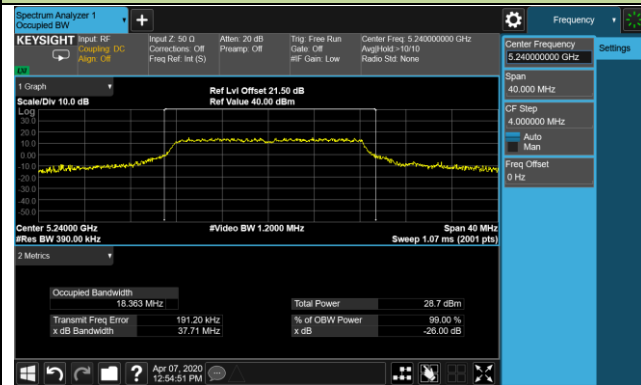 Spectrum Analyzer 1
Occupied BW
+
Frequency
KEYSIGHT
Input: RF
Coupling: DC
Align: Off
Input Z: 50 Ω
Corrections: Off
Freq Ref: Int (S)
Atten: 20 dB
Preamp: Off
Trig: Free Run
Gate: Off
#IF Gain: Low
Center Freq: 5.240000000 GHz
Avg|Hold:>10/10
Radio Std: None
Center Frequency
5.240000000 GHz
Settings
Span
40.000 MHz
CF Step
4.000000 MHz
Auto
Man
Freq Offset
0 Hz
1 Graph
Scale/Div 10.0 dB
Ref Lvl Offset 21.50 dB
Ref Value 40.00 dBm
Log
30.0
20.0
10.0
0.00
-10.0
-20.0
-30.0
-40.0
-50.0
Center 5.24000 GHz
#Res BW 390.00 kHz
#Video BW 1.2000 MHz
Span 40 MHz
Sweep 1.07 ms (2001 pts)
2 Metrics
Occupied Bandwidth
18.363 MHz
Total Power 28.7 dBm
Transmit Freq Error 191.20 kHz
% of OBW Power 99.00 %
x dB Bandwidth 37.71 MHz
x dB -26.00 dB
?
Apr 07, 2020
12:54:51 PM